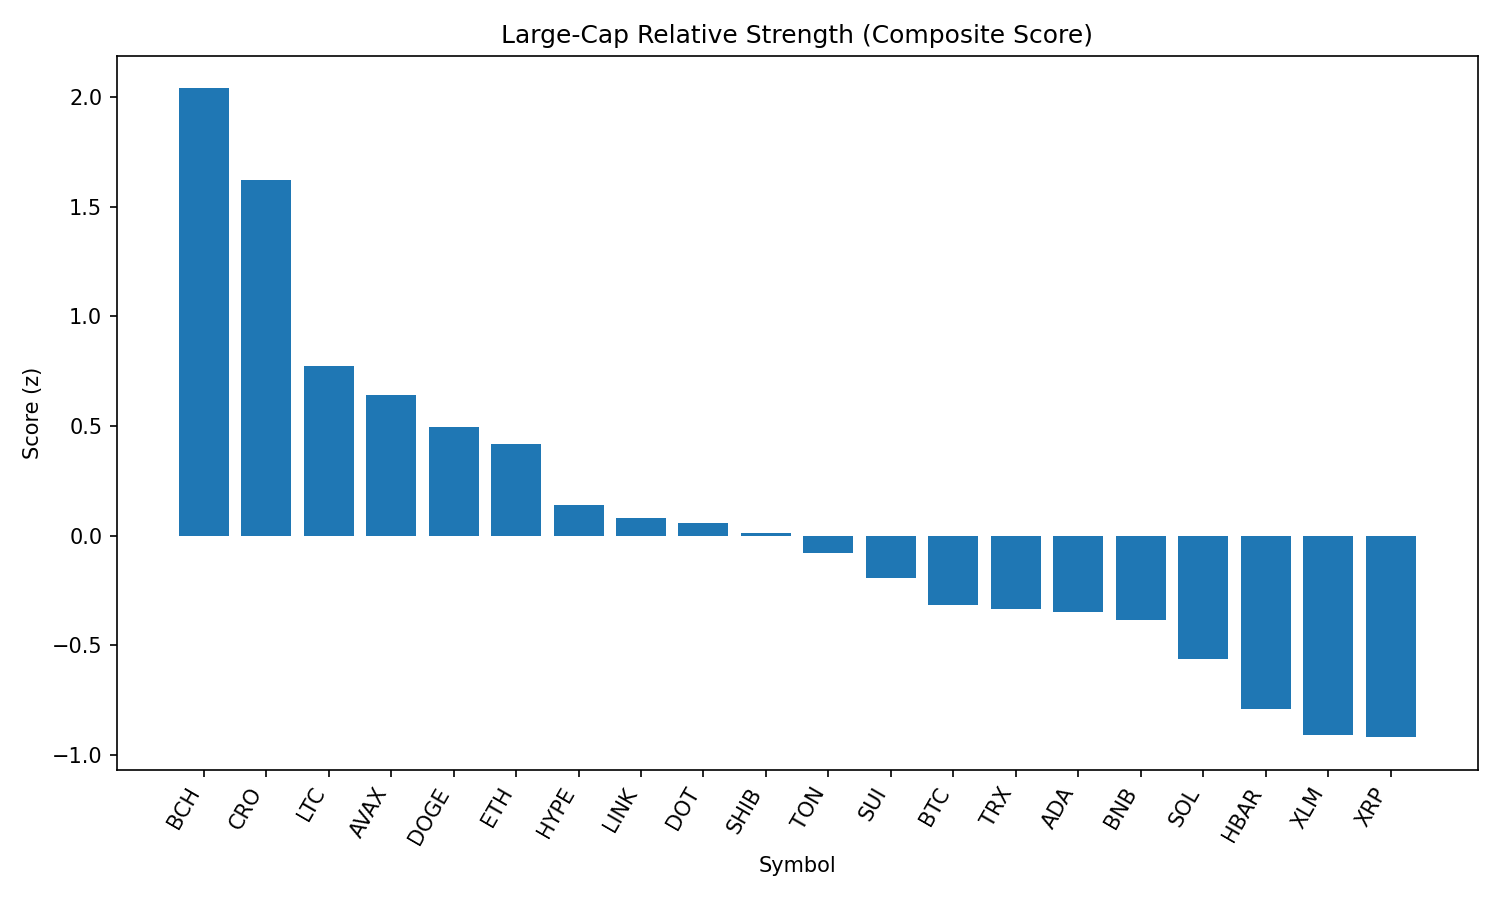 Large-Cap Relative Strength (Composite Score)
Score (z)
2.0
1.5
1.0
0.5
0.0
−0.5
−1.0
BCH
CRO
LTC
AVAX
DOGE
ETH
HYPE
LINK
DOT
SHIB
TON
SUI
BTC
TRX
ADA
BNB
SOL
HBAR
XLM
XRP
Symbol